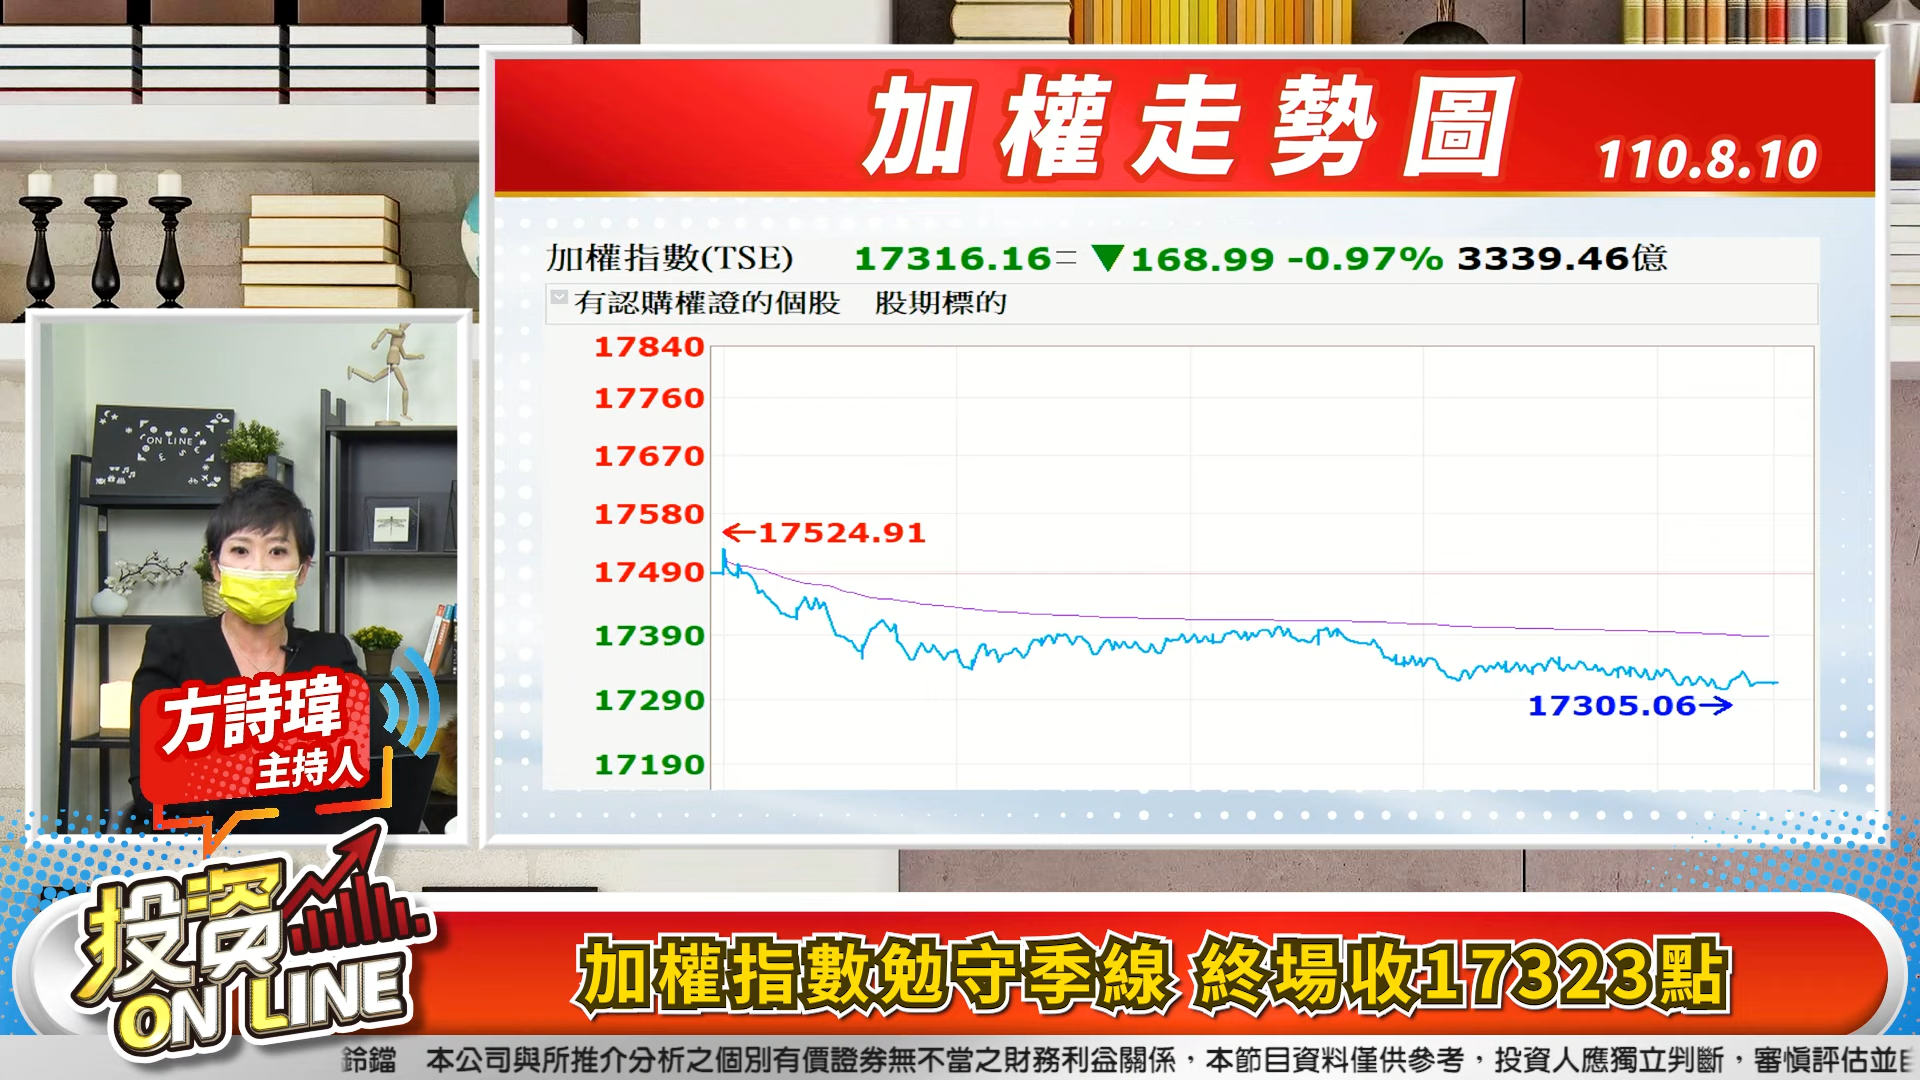 加權走勢圖 110.8.10
加權指數(TSE) 17316.16= ▼168.99 -0.97% 3339.46億
有認購權證的個股 股期標的
17840
17760
17670
17580
←17524.91
17490
17390
17290
17305.06→
17190
ON LINE
方詩瑋
主持人
投資
ON LINE
加權指數勉守季線 終場收17323點
鈴鐺 本公司與所推介分析之個別有價證券無不當之財務利益關係，本節目資料僅供參考，投資人應獨立判斷，審慎評估並自